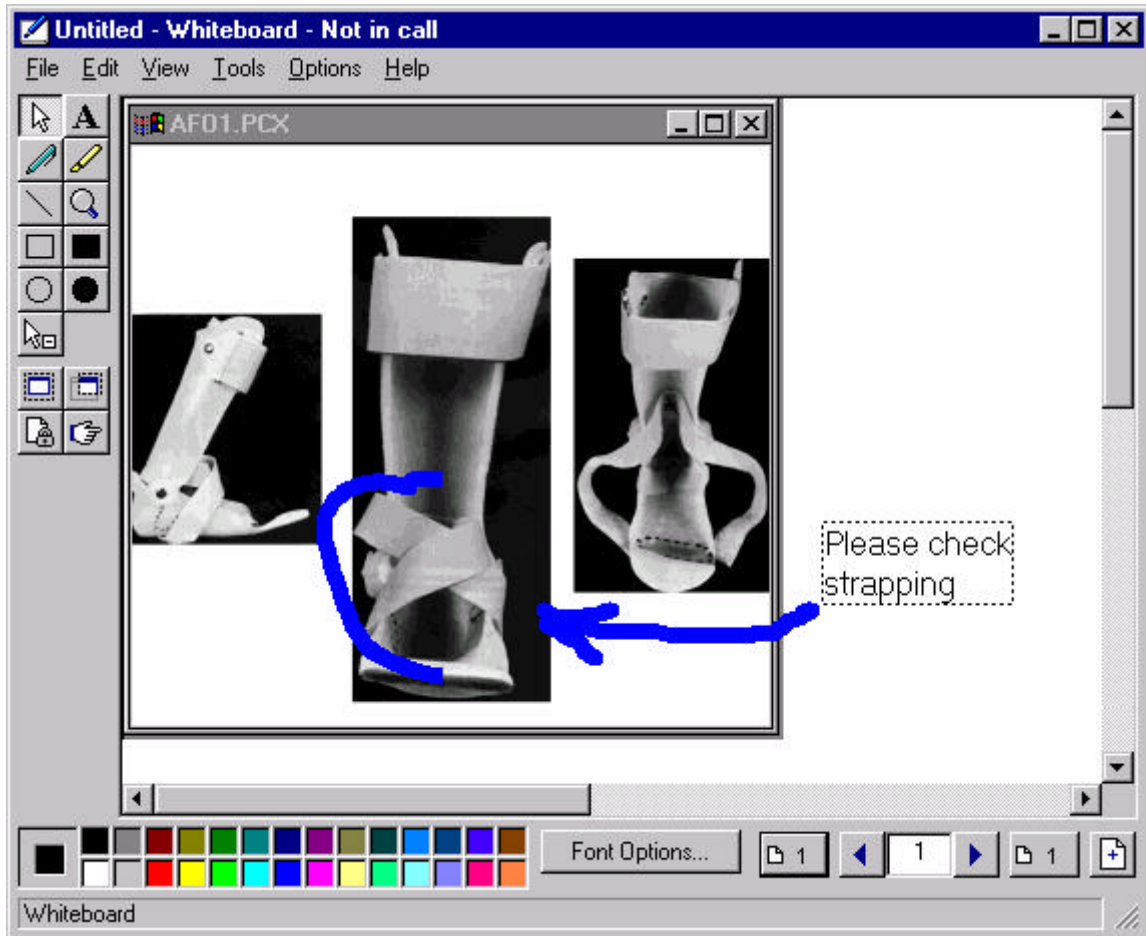 Untitled - Whiteboard - Not in call
File Edit View Tools Options Help
A
AFO1.PCX
Please check
strapping
Font Options...
1
1
1
Whiteboard